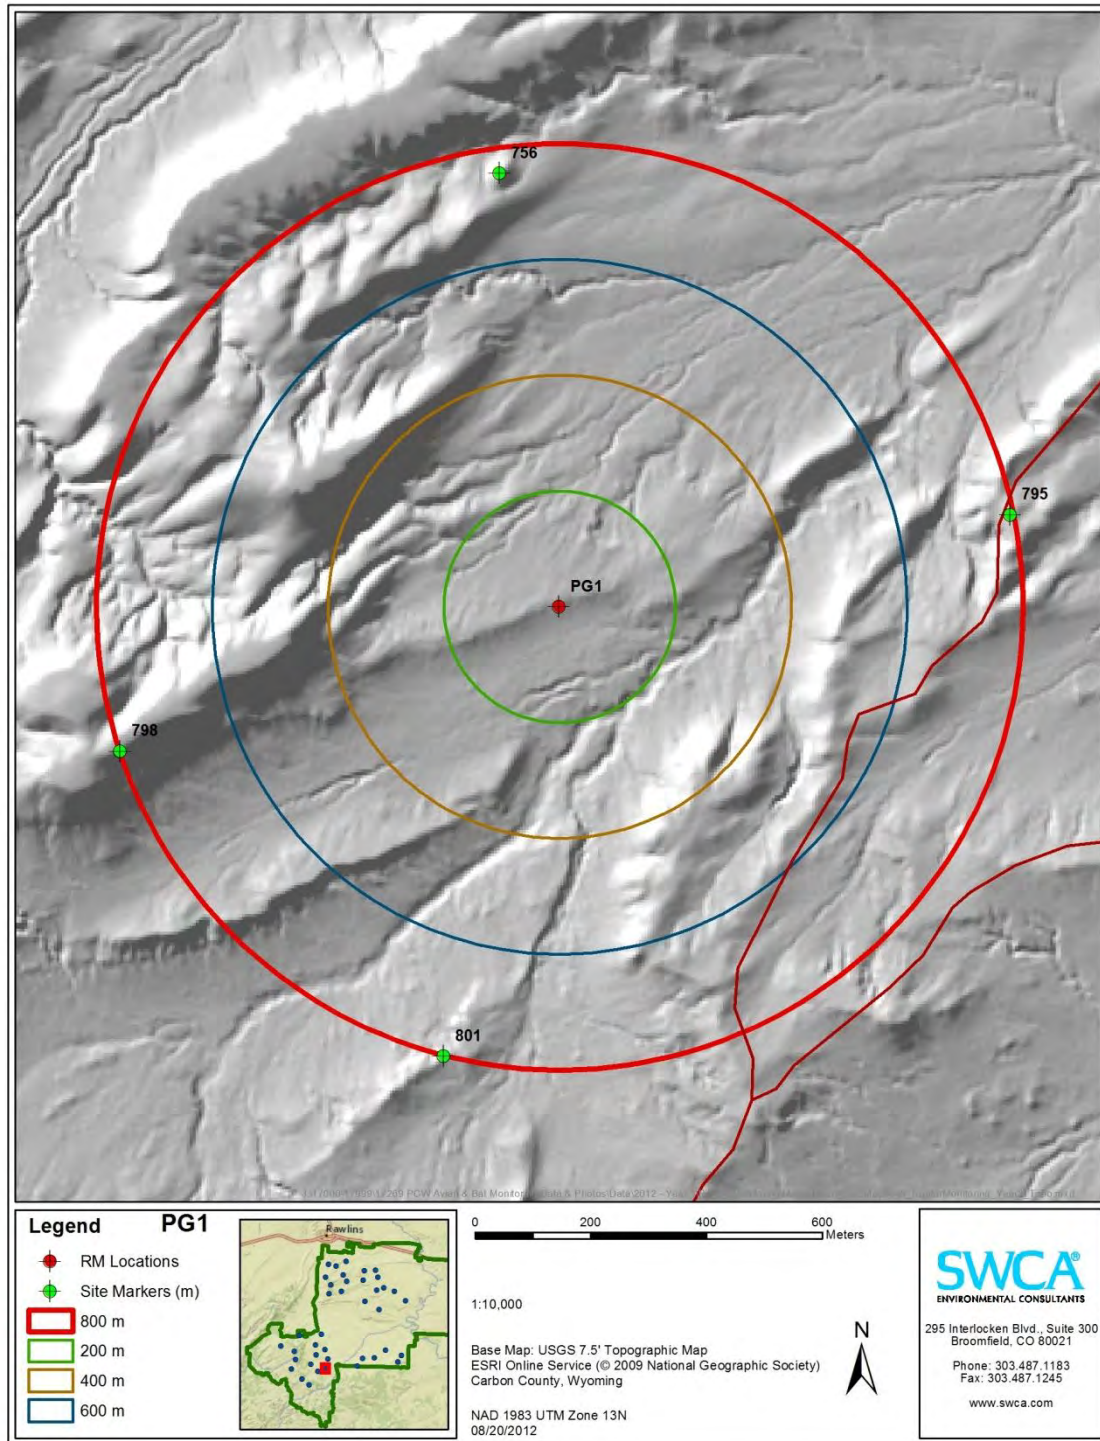 756
795
PG1
798
801
Legend PG1
RM Locations
Site Markers (m)
800 m
200 m
400 m
600 m
Rawlins
0 200 400 600
Meters
1:10,000
Base Map: USGS 7.5' Topographic Map
ESRI Online Service (© 2009 National Geographic Society)
Carbon County, Wyoming
NAD 1983 UTM Zone 13N
08/20/2012
N
SWCA®
ENVIRONMENTAL CONSULTANTS
295 Interlocken Blvd., Suite 300
Broomfield, CO 80021
Phone: 303.487.1183
Fax: 303.487.1245
www.swca.com